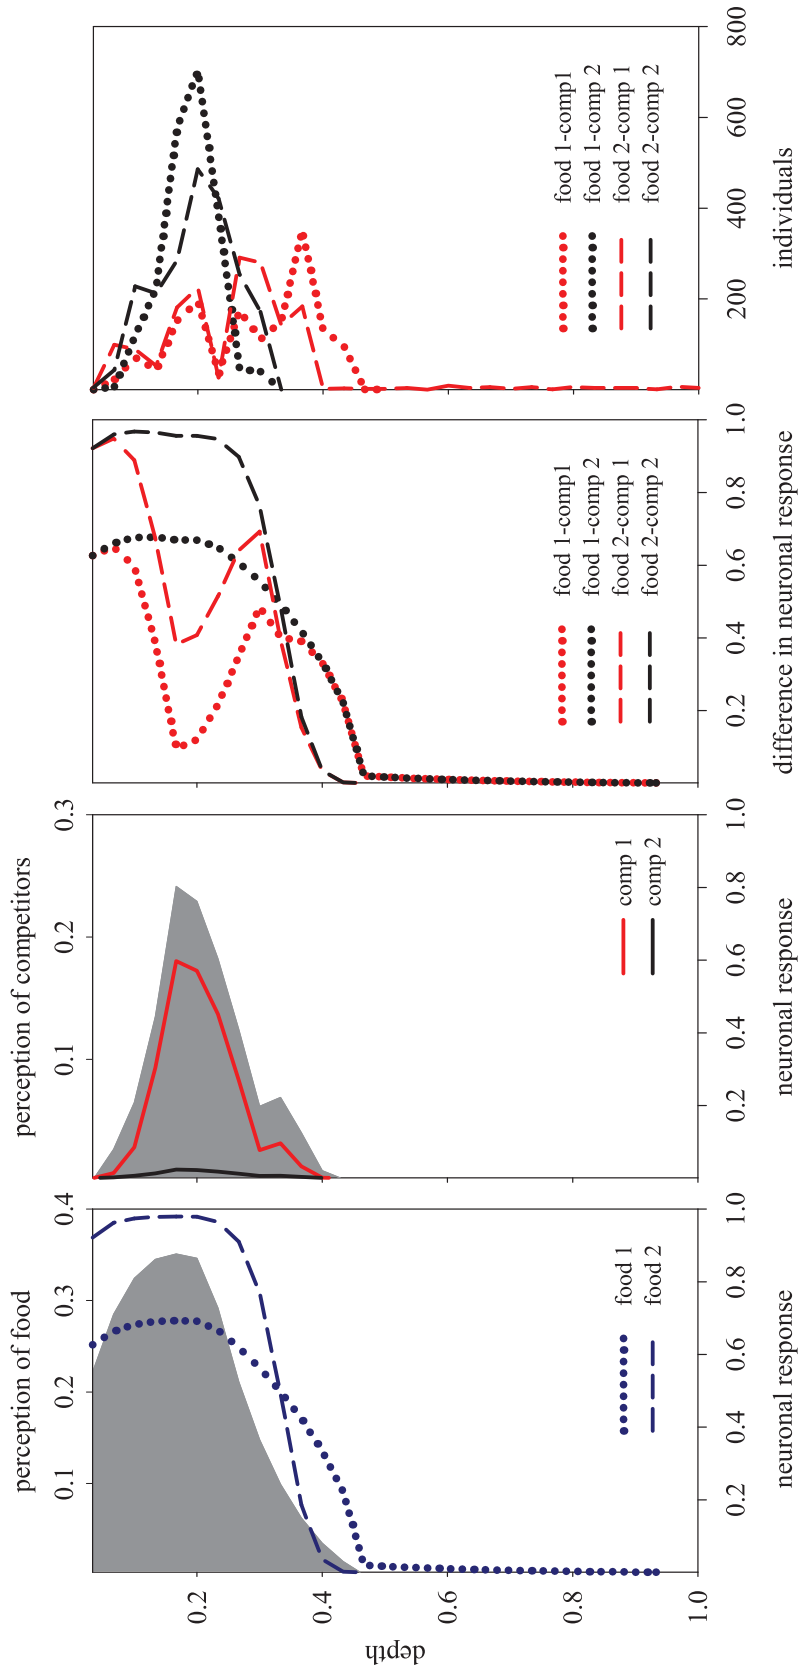 perception of food
0.1 0.2 0.3 0.4
depth
0.2
0.4
0.6
0.8
1.0
0.2 0.4 0.6 0.8 1.0
neuronal response
food 1
food 2
perception of competitors
0.1 0.2 0.3
0.2 0.4 0.6 0.8 1.0
neuronal response
comp 1
comp 2
0.2 0.4 0.6 0.8 1.0
difference in neuronal response
food 1-comp1
food 1-comp 2
food 2-comp 1
food 2-comp 2
200 400 600 800
individuals
food 1-comp1
food 1-comp 2
food 2-comp 1
food 2-comp 2